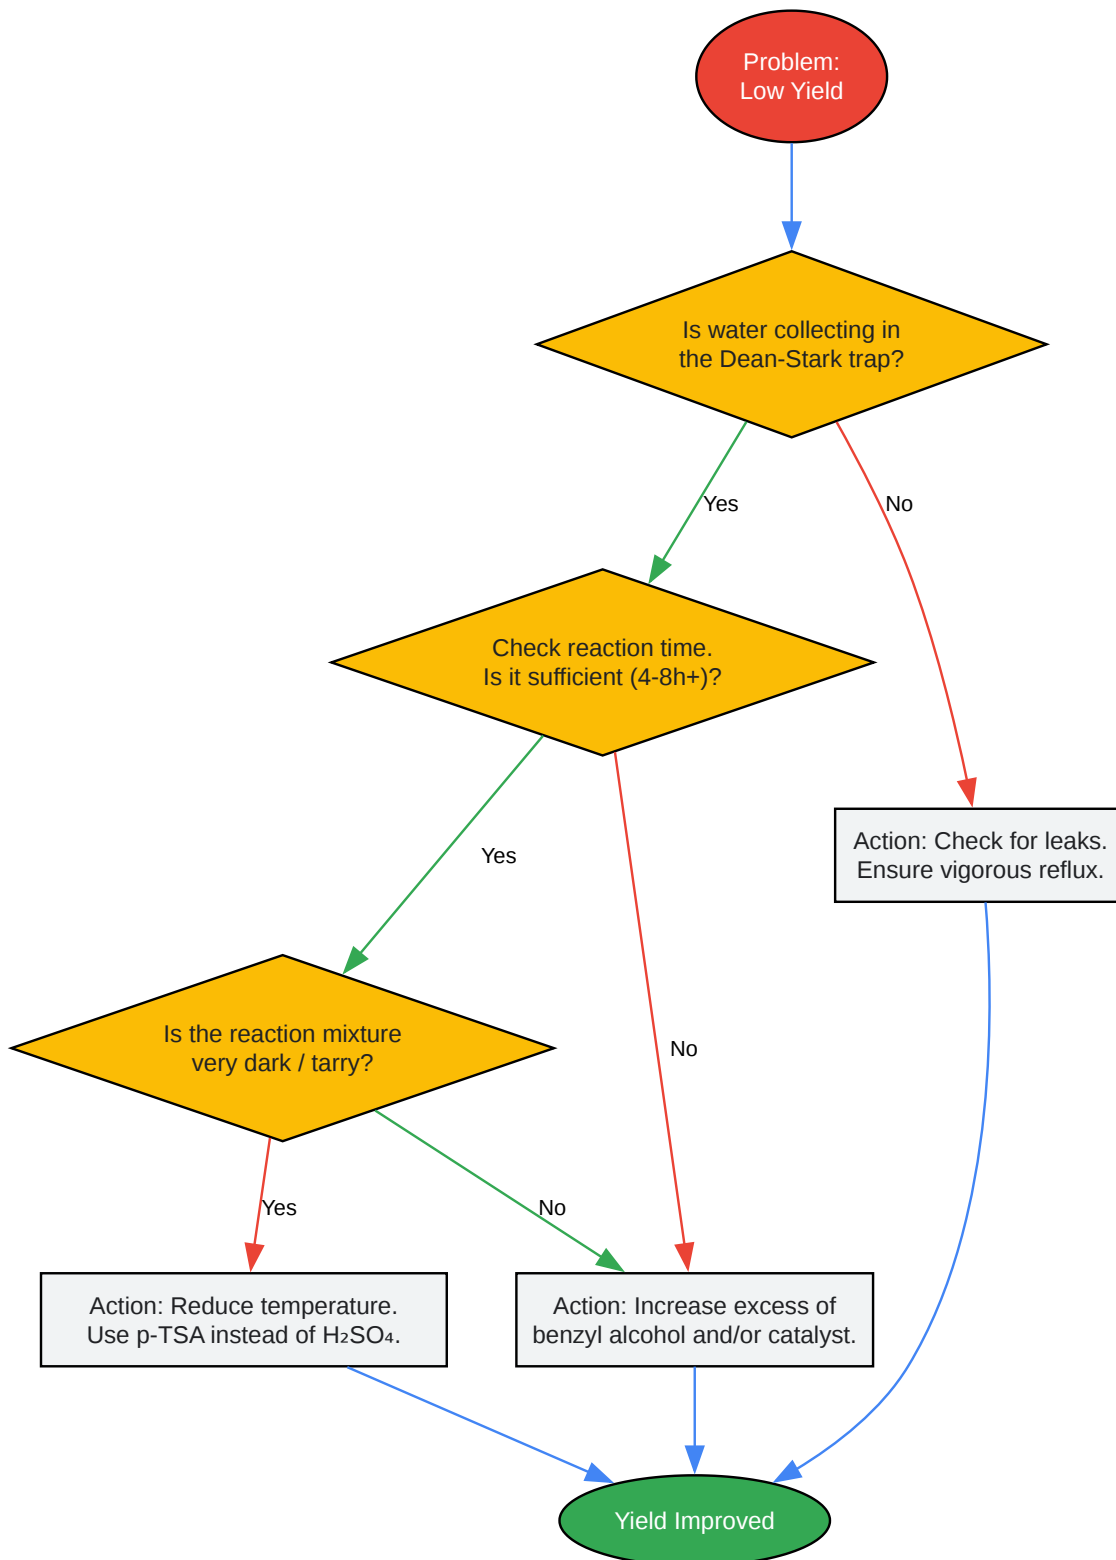 Problem:
Low Yield
Is water collecting in
the Dean-Stark trap?
Yes
No
Check reaction time.
Is it sufficient (4-8h+)?
Yes
No
Action: Check for leaks.
Ensure vigorous reflux.
Is the reaction mixture
very dark / tarry?
Yes
No
Action: Reduce temperature.
Use p-TSA instead of H₂SO₄.
Action: Increase excess of
benzyl alcohol and/or catalyst.
Yield Improved